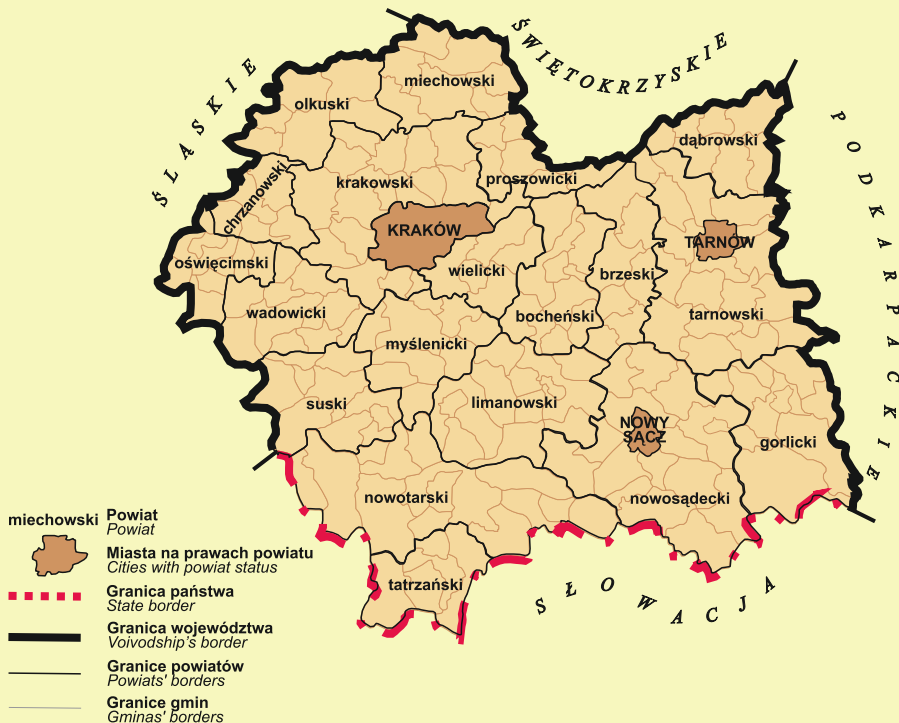 ŚLĄSKIE
ŚWIĘTOKRZYSKIE
PODKARPACKIE
miechowski
olkuski
dąbrowski
chrzanowski
krakowski
proszowicki
KRAKÓW
TARNÓW
oświęcimski
wielicki
brzeski
wadowicki
bocheński
tarnowski
myślenicki
suski
limanowski
NOWY
SĄCZ
gorlicki
nowotarski
nowosądecki
tatrzański
SŁOWACJA
miechowski Powiat
Powiat
Miasta na prawach powiatu
Cities with powiat status
Granica państwa
State border
Granica województwa
Voivodship's border
Granice powiatów
Powiats' borders
Granice gmin
Gminas' borders